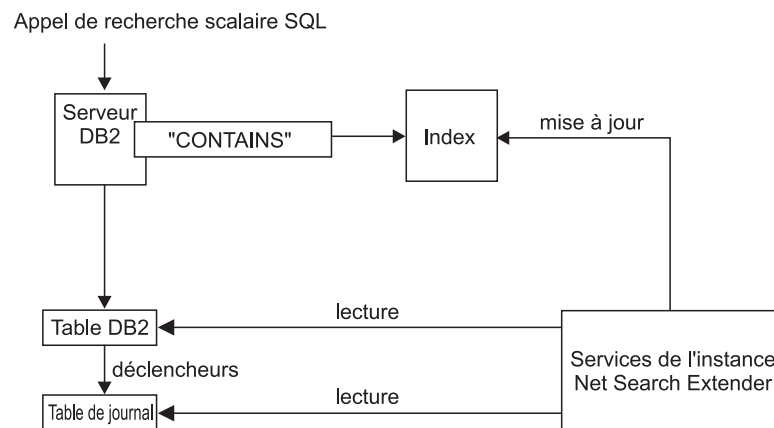 Appel de recherche scalaire SQL
Serveur
DB2
"CONTAINS"
Index
mise à jour
Table DB2
lecture
déclencheurs
Services de l'instance
Net Search Extender
Table de journal
lecture